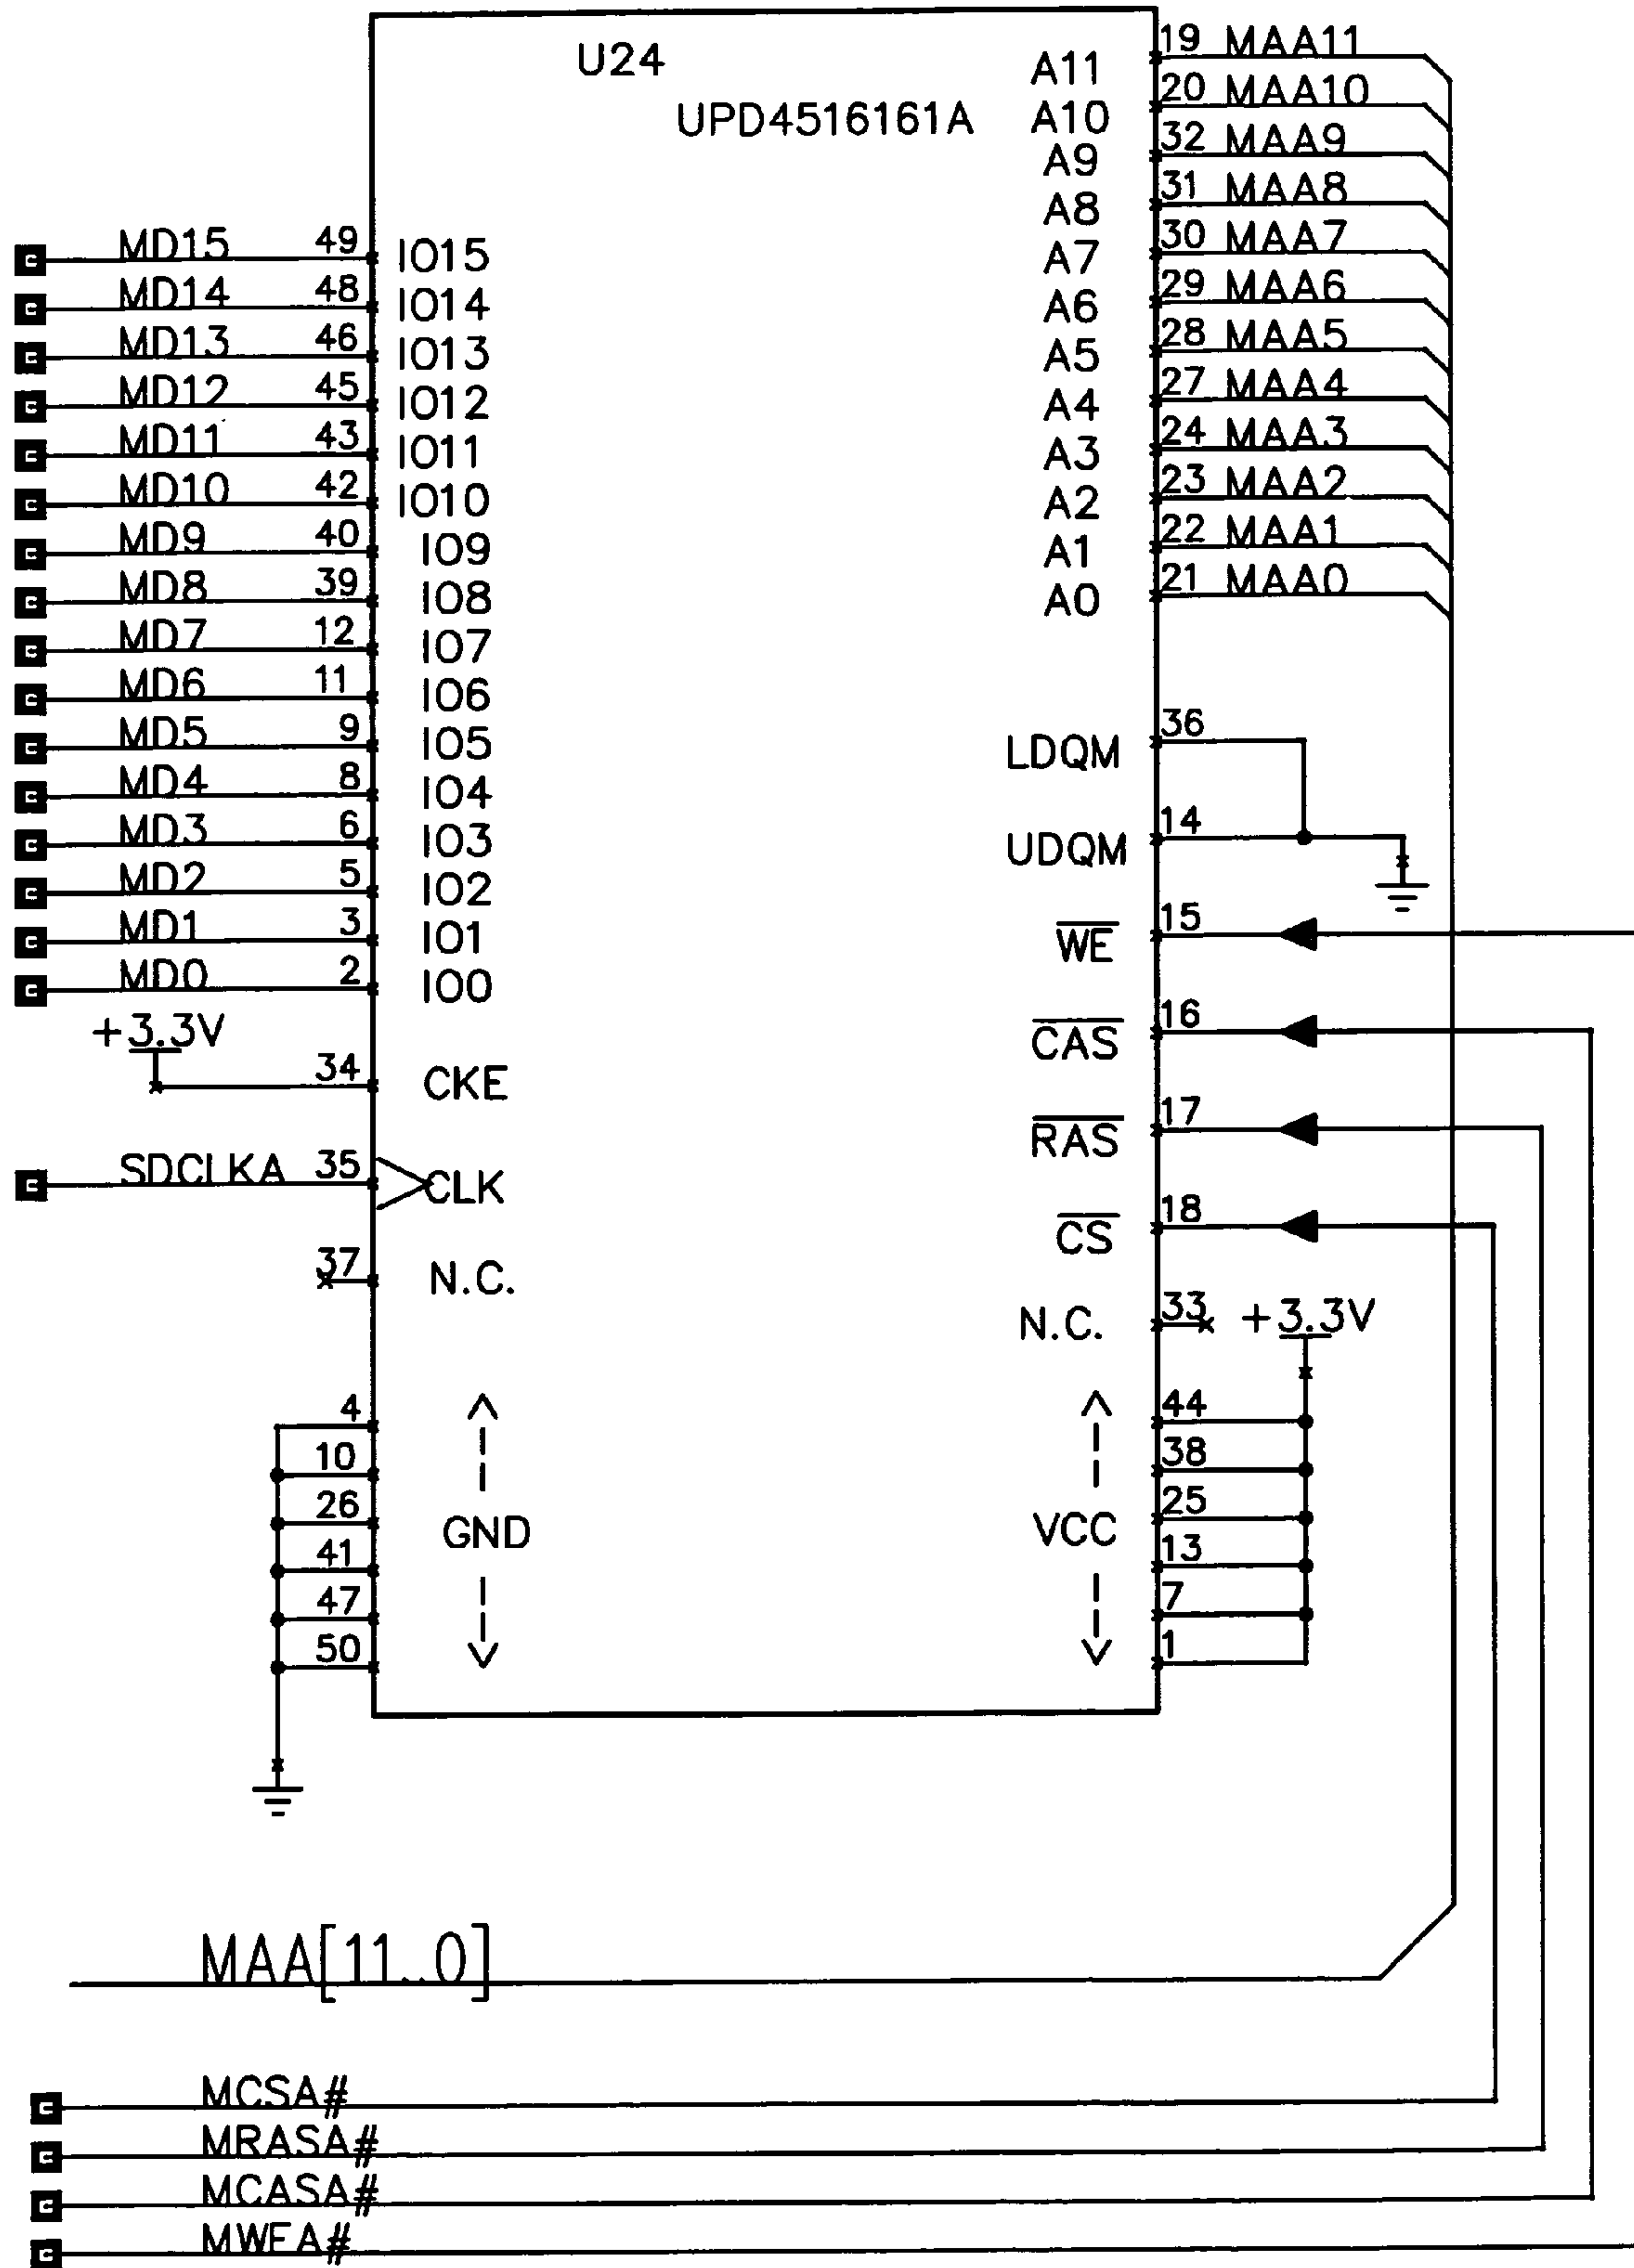 U24
UPD4516161A
A11 19 MAA11
A10 20 MAA10
A9 32 MAA9
A8 31 MAA8
MD15 49 IO15 A7 30 MAA7
MD14 48 IO14 A6 29 MAA6
MD13 46 IO13 A5 28 MAA5
MD12 45 IO12 A4 27 MAA4
MD11 43 IO11 A3 24 MAA3
MD10 42 IO10 A2 23 MAA2
MD9 40 IO9 A1 22 MAA1
MD8 39 IO8 A0 21 MAA0
MD7 12 IO7
MD6 11 IO6
MD5 9 IO5 LDQM 36
MD4 8 IO4
MD3 6 IO3 UDQM 14
MD2 5 IO2
MD1 3 IO1 WE 15
MD0 2 IO0
+3.3V CAS 16
34 CKE
RAS 17
SDCLKA 35 CLK
CS 18
37 N.C.
N.C. 33 +3.3V
4 44
10 38
26 25
GND VCC
41 13
47 7
50 1
MAA[11..0]
MCSA#
MRASA#
MCASA#
MWEA#